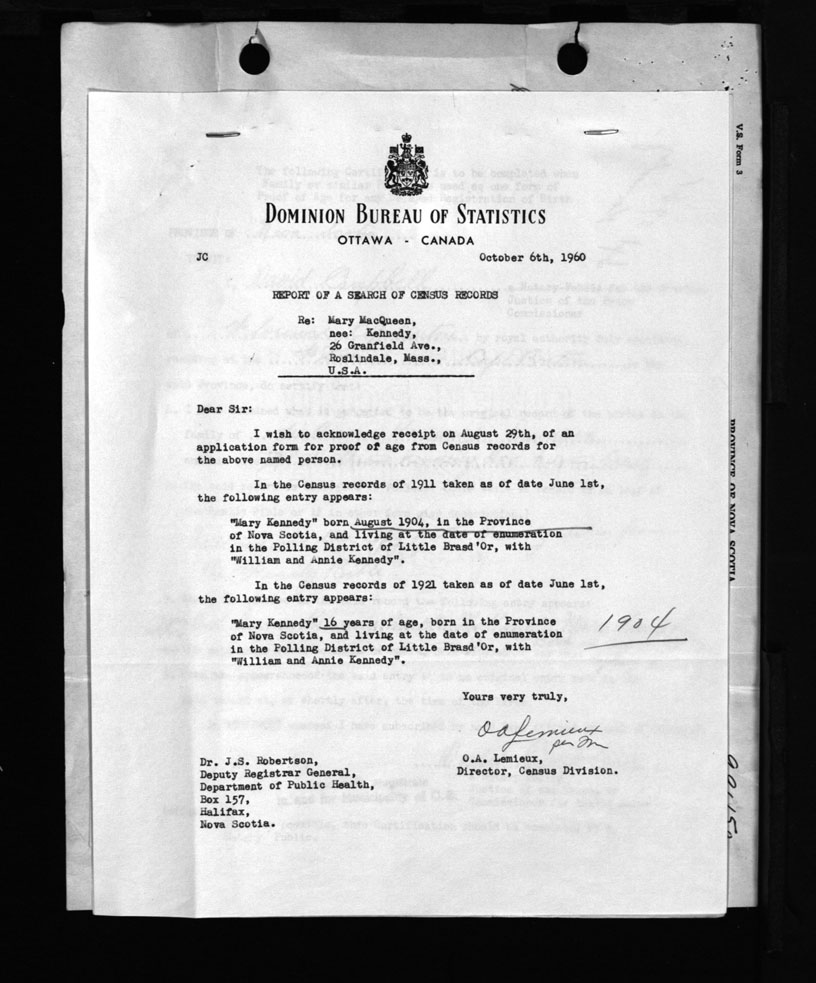 V.S. Form 3
DOMINION BUREAU OF STATISTICS
OTTAWA - CANADA
JC October 6th, 1960
REPORT OF A SEARCH OF CENSUS RECORDS
Re: Mary MacQueen,
nee: Kennedy,
26 Granfield Ave.,
Roslindale, Mass.,
U.S.A.
Dear Sir:
I wish to acknowledge receipt on August 29th, of an
application form for proof of age from Census records for
the above named person.
In the Census records of 1911 taken as of date June 1st,
the following entry appears:
"Mary Kennedy" born August 1904, in the Province
of Nova Scotia, and living at the date of enumeration
in the Polling District of Little Brasd'Or, with
"William and Annie Kennedy".
In the Census records of 1921 taken as of date June 1st,
the following entry appears:
"Mary Kennedy" 16 years of age, born in the Province
of Nova Scotia, and living at the date of enumeration
in the Polling District of Little Brasd'Or, with
"William and Annie Kennedy".
1904
Yours very truly,
O A Lemieux
per
O.A. Lemieux,
Director, Census Division.
Dr. J.S. Robertson,
Deputy Registrar General,
Department of Public Health,
Box 157,
Halifax,
Nova Scotia.
PROVINCE OF NOVA SCOTIA